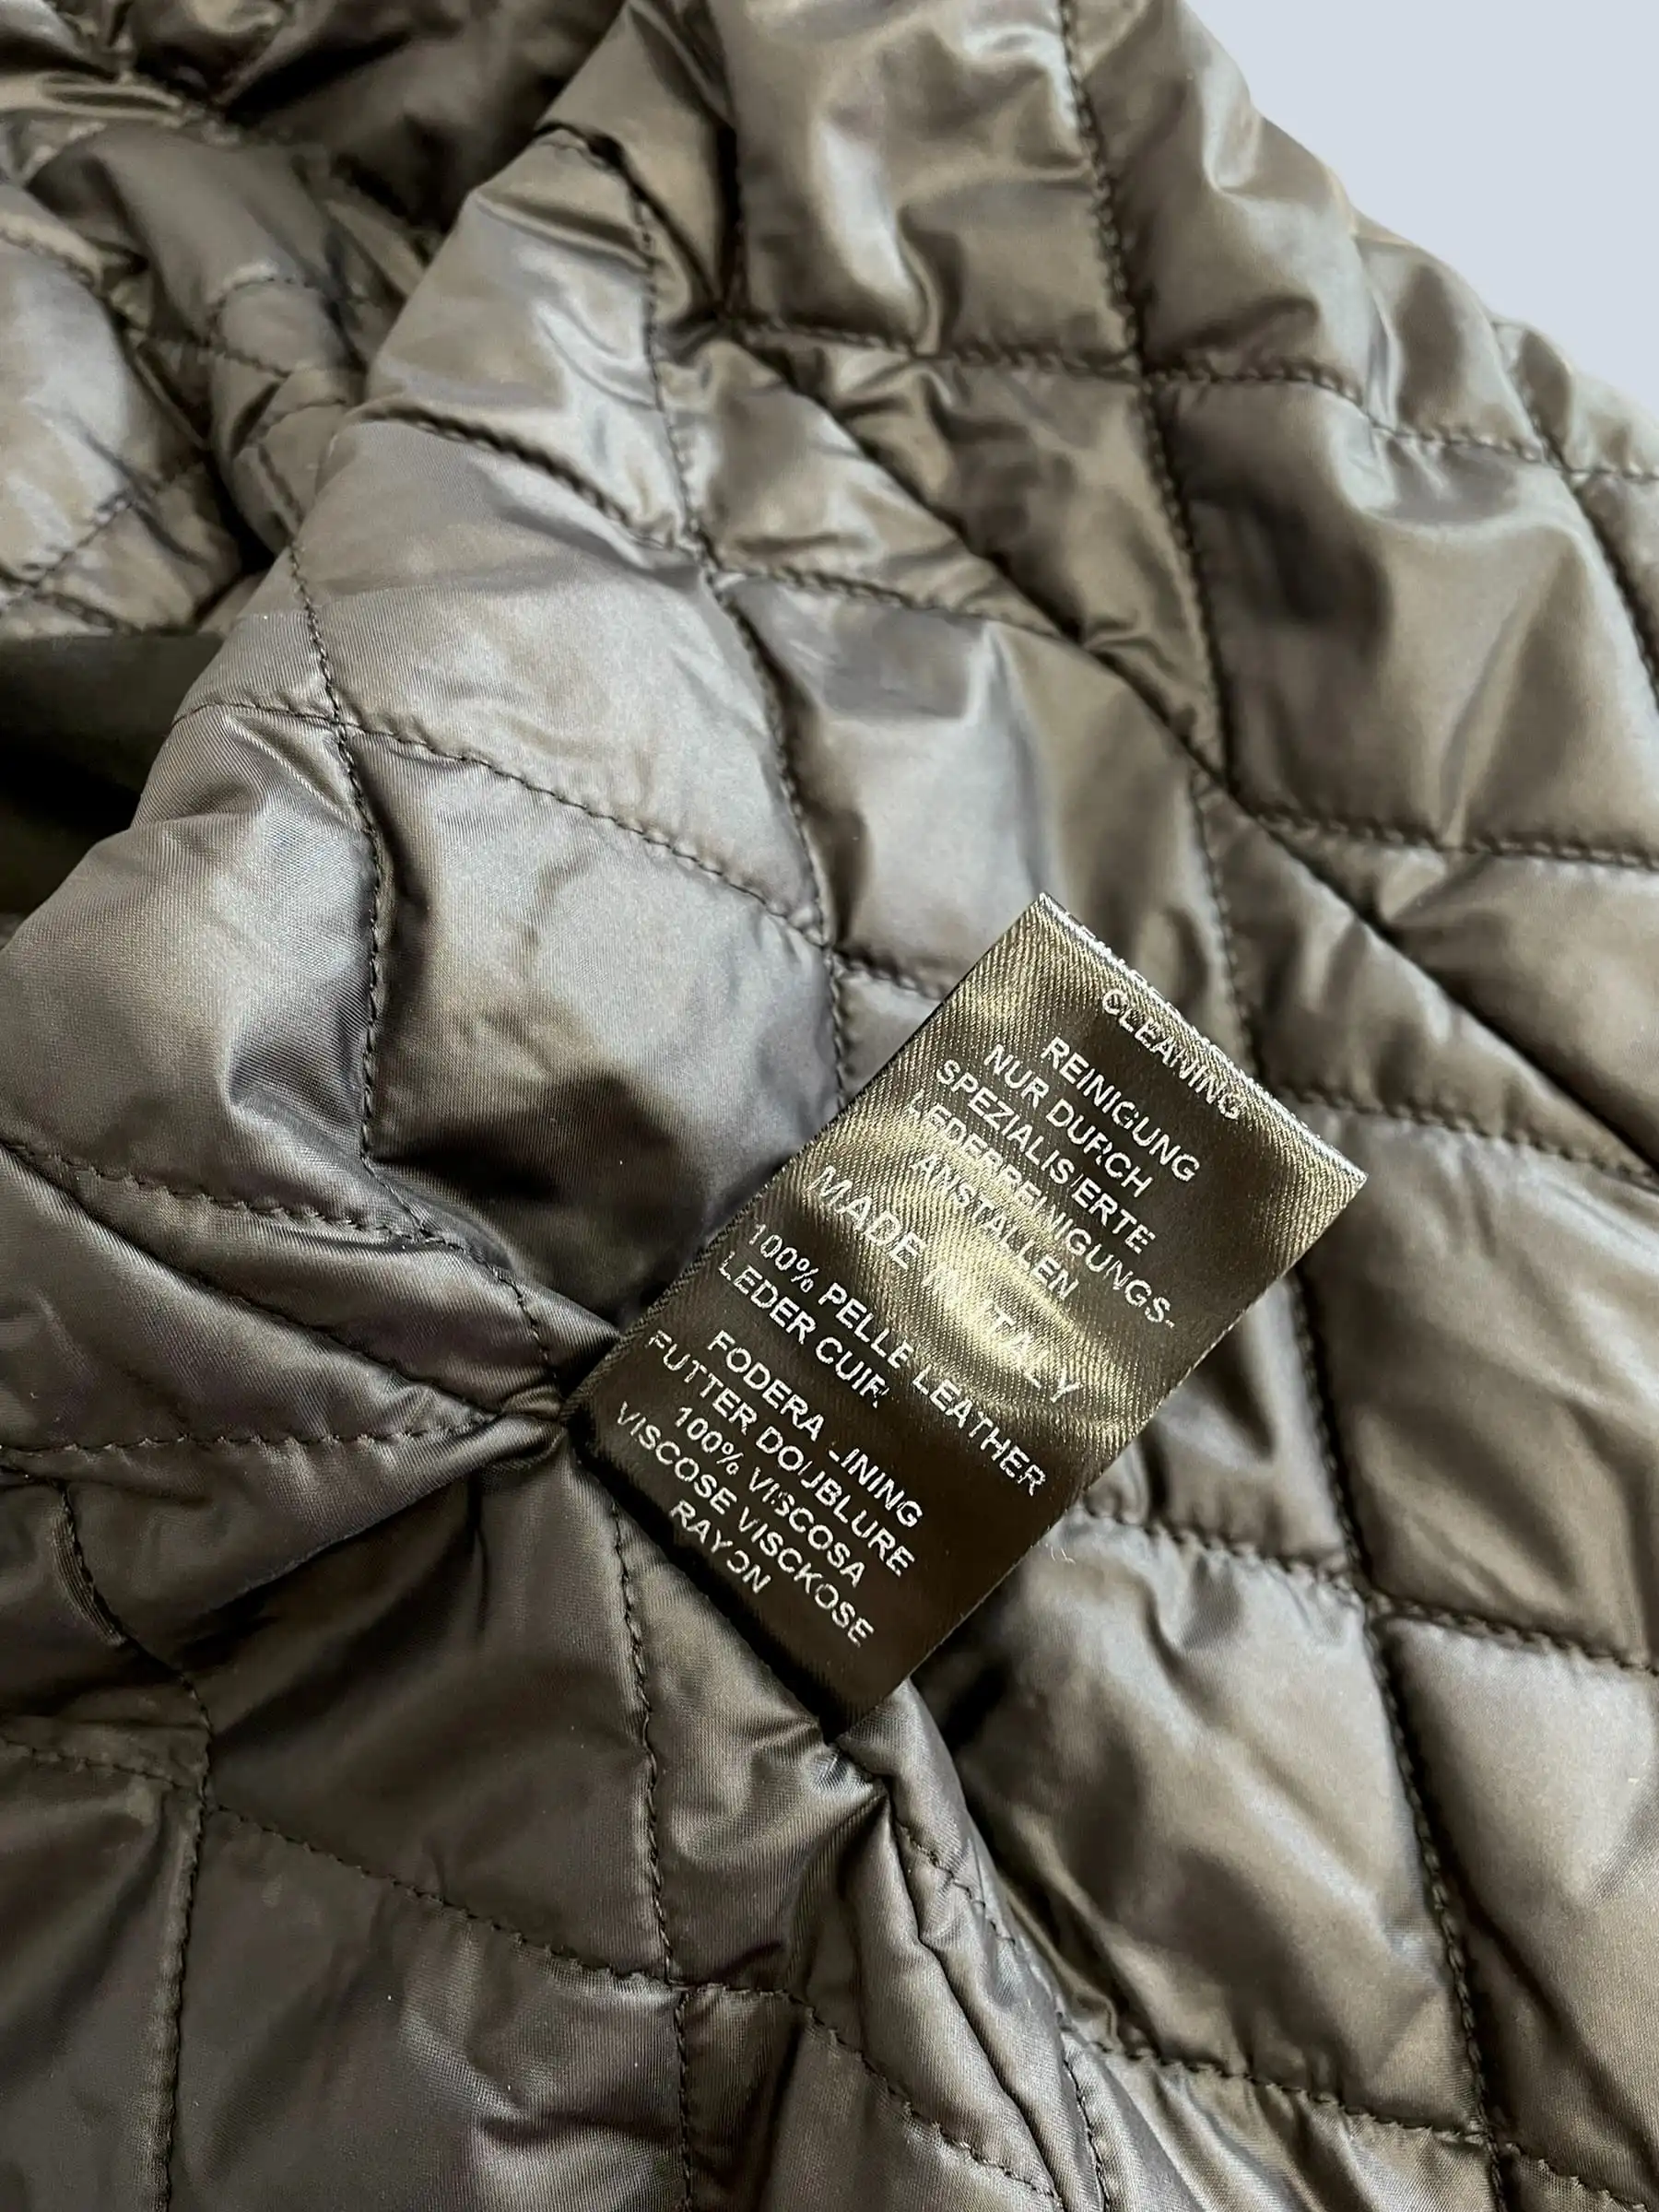 CLEANING
REINIGUNG
NUR DURCH
SPEZIALISIERTE
LEDERREINIGUNGS-
ANSTALLEN
MADE IN ITALY
100% PELLE LEATHER
LEDER CUIR
FODERA LINING
FUTTER DOUBLURE
100% VISCOSA
VISCOSE VISCKOSE
RAYON